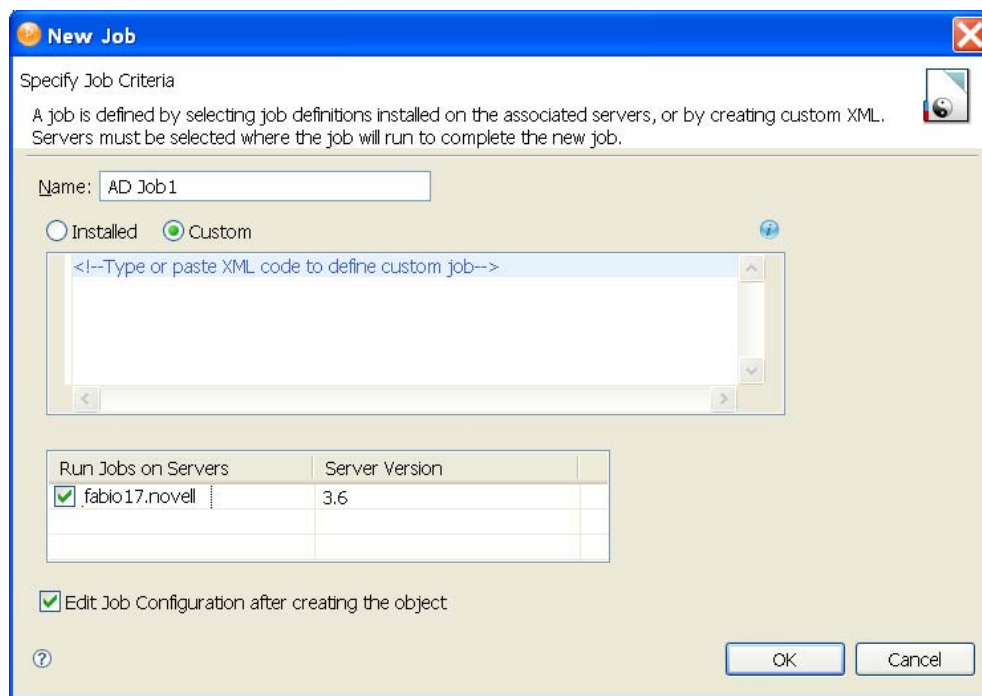 New Job
Specify Job Criteria
A job is defined by selecting job definitions installed on the associated servers, or by creating custom XML.
Servers must be selected where the job will run to complete the new job.
Name: AD Job1
Installed Custom
<!--Type or paste XML code to define custom job-->
Run Jobs on Servers Server Version
fabio17.novell 3.6
Edit Job Configuration after creating the object
OK Cancel